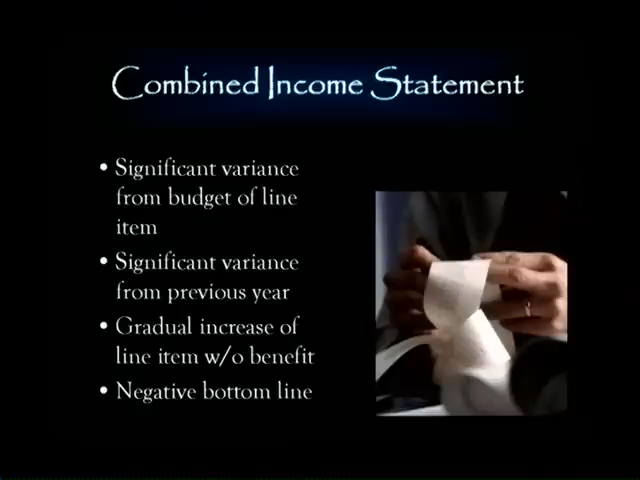 Combined Income Statement
• Significant variance
from budget of line
item
• Significant variance
from previous year
• Gradual increase of
line item w/o benefit
• Negative bottom line